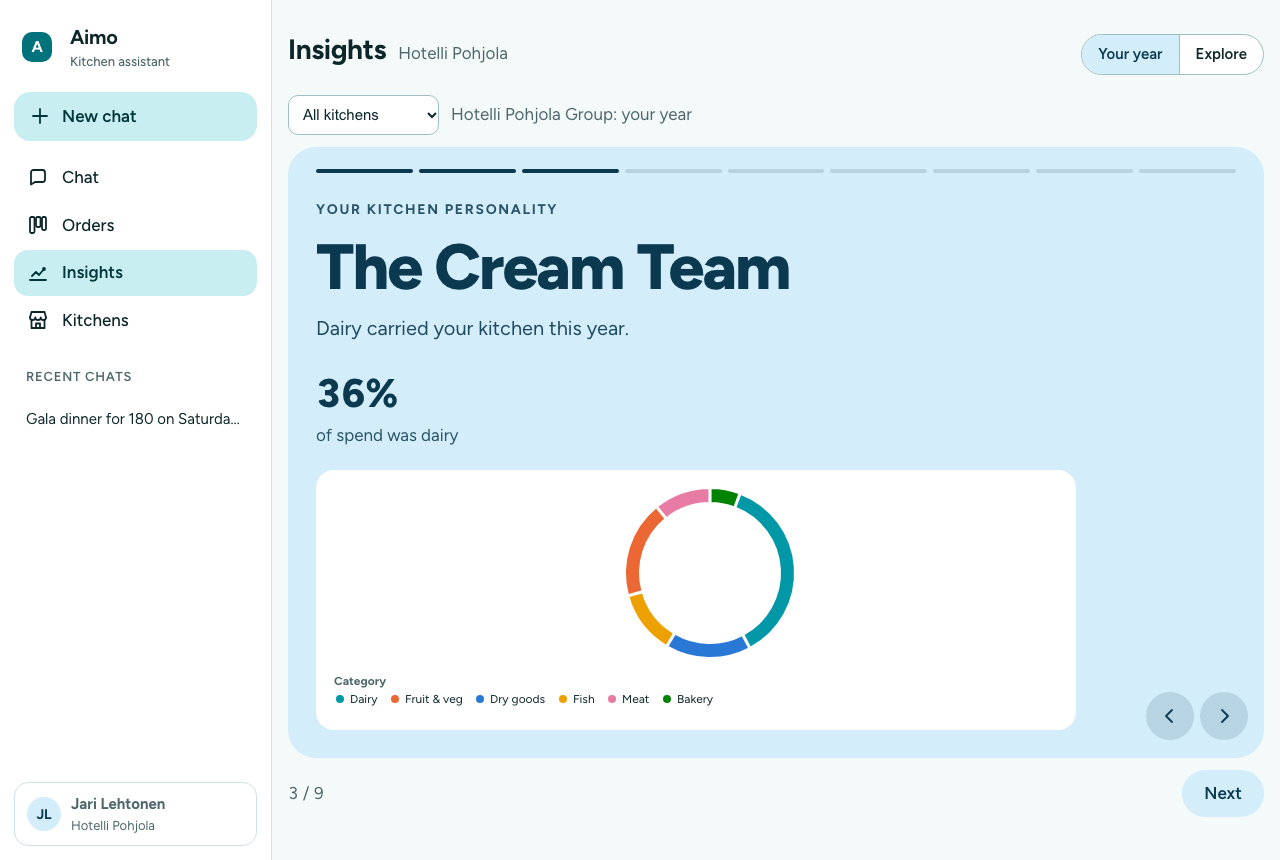 A
Aimo
Kitchen assistant
New chat
Chat
Orders
Insights
Kitchens
RECENT CHATS
Gala dinner for 180 on Saturda...
JL
Jari Lehtonen
Hotelli Pohjola
Insights Hotelli Pohjola
Your year Explore
All kitchens Hotelli Pohjola Group: your year
YOUR KITCHEN PERSONALITY
The Cream Team
Dairy carried your kitchen this year.
36%
of spend was dairy
Category
Dairy Fruit & veg Dry goods Fish Meat Bakery
3 / 9
Next